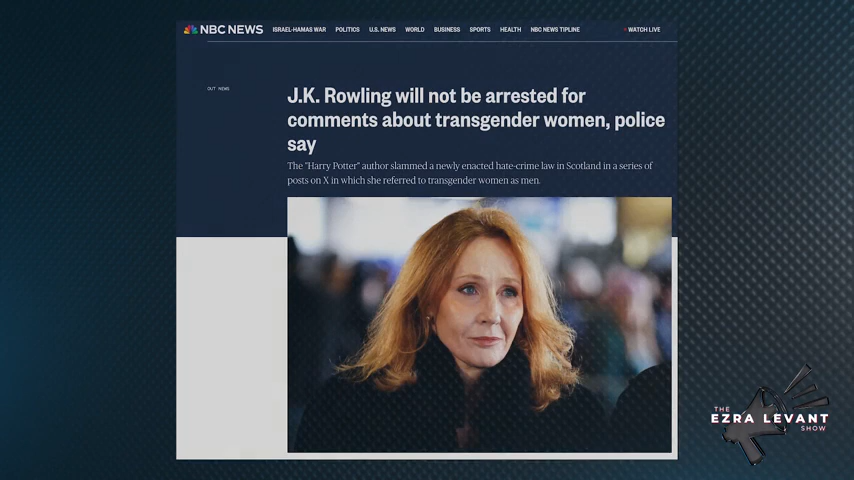 NBC NEWS
ISRAEL-HAMAS WAR POLITICS U.S. NEWS WORLD BUSINESS SPORTS HEALTH NBC NEWS TIPLINE WATCH LIVE
OUT NEWS
J.K. Rowling will not be arrested for
comments about transgender women, police
say
The "Harry Potter" author slammed a newly enacted hate-crime law in Scotland in a series of
posts on X in which she referred to transgender women as men.
THE
EZRA LEVANT
SHOW